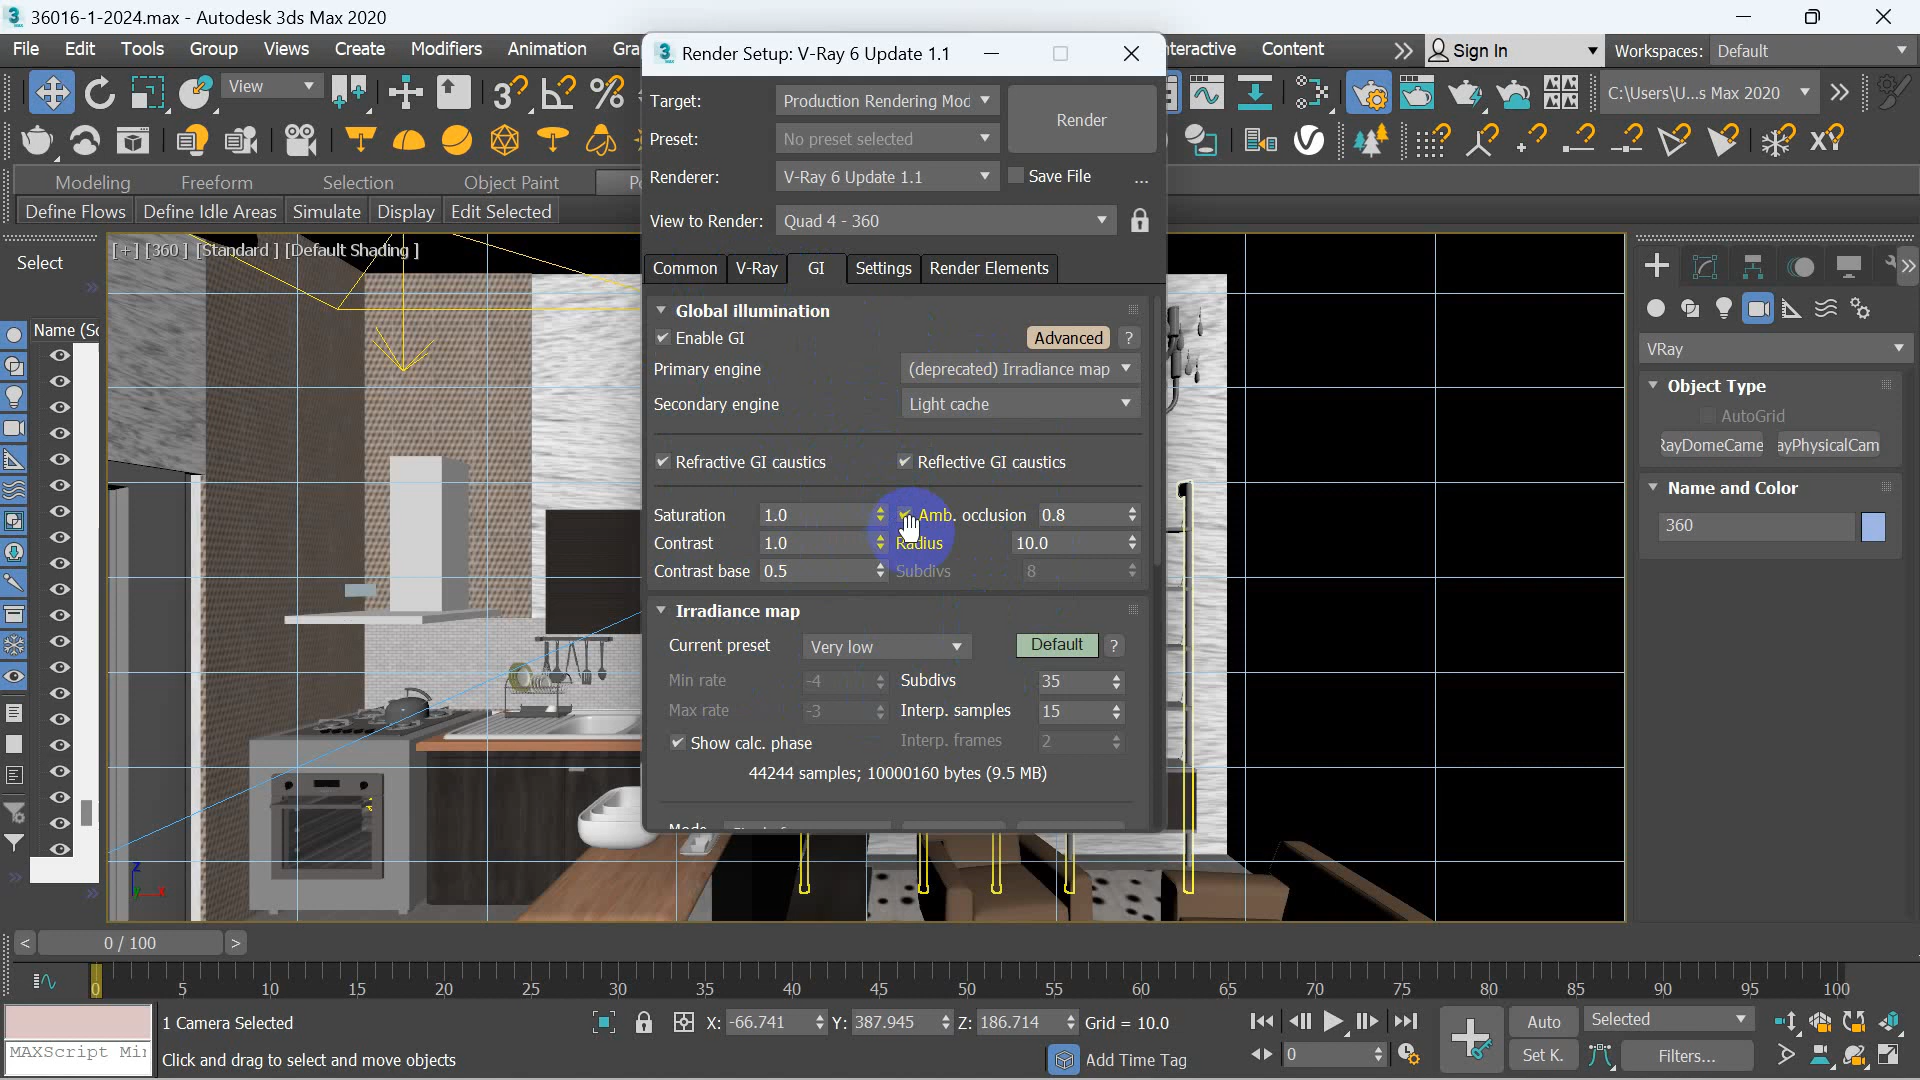 36016-1-2024.max - Autodesk 3ds Max 2020
File Edit Tools Group Views Create Modifiers Animation Gra
Render Setup: V-Ray 6 Update 1.1
Interactive Content
Sign In
Workspaces: Default
View
C:\Users\U...s Max 2020
Target: Production Rendering Mod
Render
Preset: No preset selected
Renderer: V-Ray 6 Update 1.1
Save File ...
View to Render: Quad 4 - 360
Modeling Freeform Selection Object Paint
Define Flows Define Idle Areas Simulate Display Edit Selected
Common V-Ray GI Settings Render Elements
Select
Name (Sc
[+] [360 ] [Standard ] [Default Shading ]
Global illumination
Enable GI Advanced ?
Primary engine (deprecated) Irradiance map
Secondary engine Light cache
Refractive GI caustics Reflective GI caustics
Saturation 1.0 Amb. occlusion 0.8
Contrast 1.0 Radius 10.0
Contrast base 0.5 Subdivs 8
Irradiance map
Current preset Very low Default ?
Min rate -4 Subdivs 35
Max rate -3 Interp. samples 15
Show calc. phase Interp. frames 2
44244 samples; 10000160 bytes (9.5 MB)
VRay
Object Type
AutoGrid
RayDomeCame ayPhysicalCam
Name and Color
360
z
x
< 0 / 100 >
0 5 10 15 20 25 30 35 40 45 50 55 60 65 70 75 80 85 90 95 100
1 Camera Selected
X: -66.741 Y: 387.945 Z: 186.714 Grid = 10.0
Auto Selected
MAXScript Mi
Click and drag to select and move objects
Add Time Tag
0
Set K. Filters...